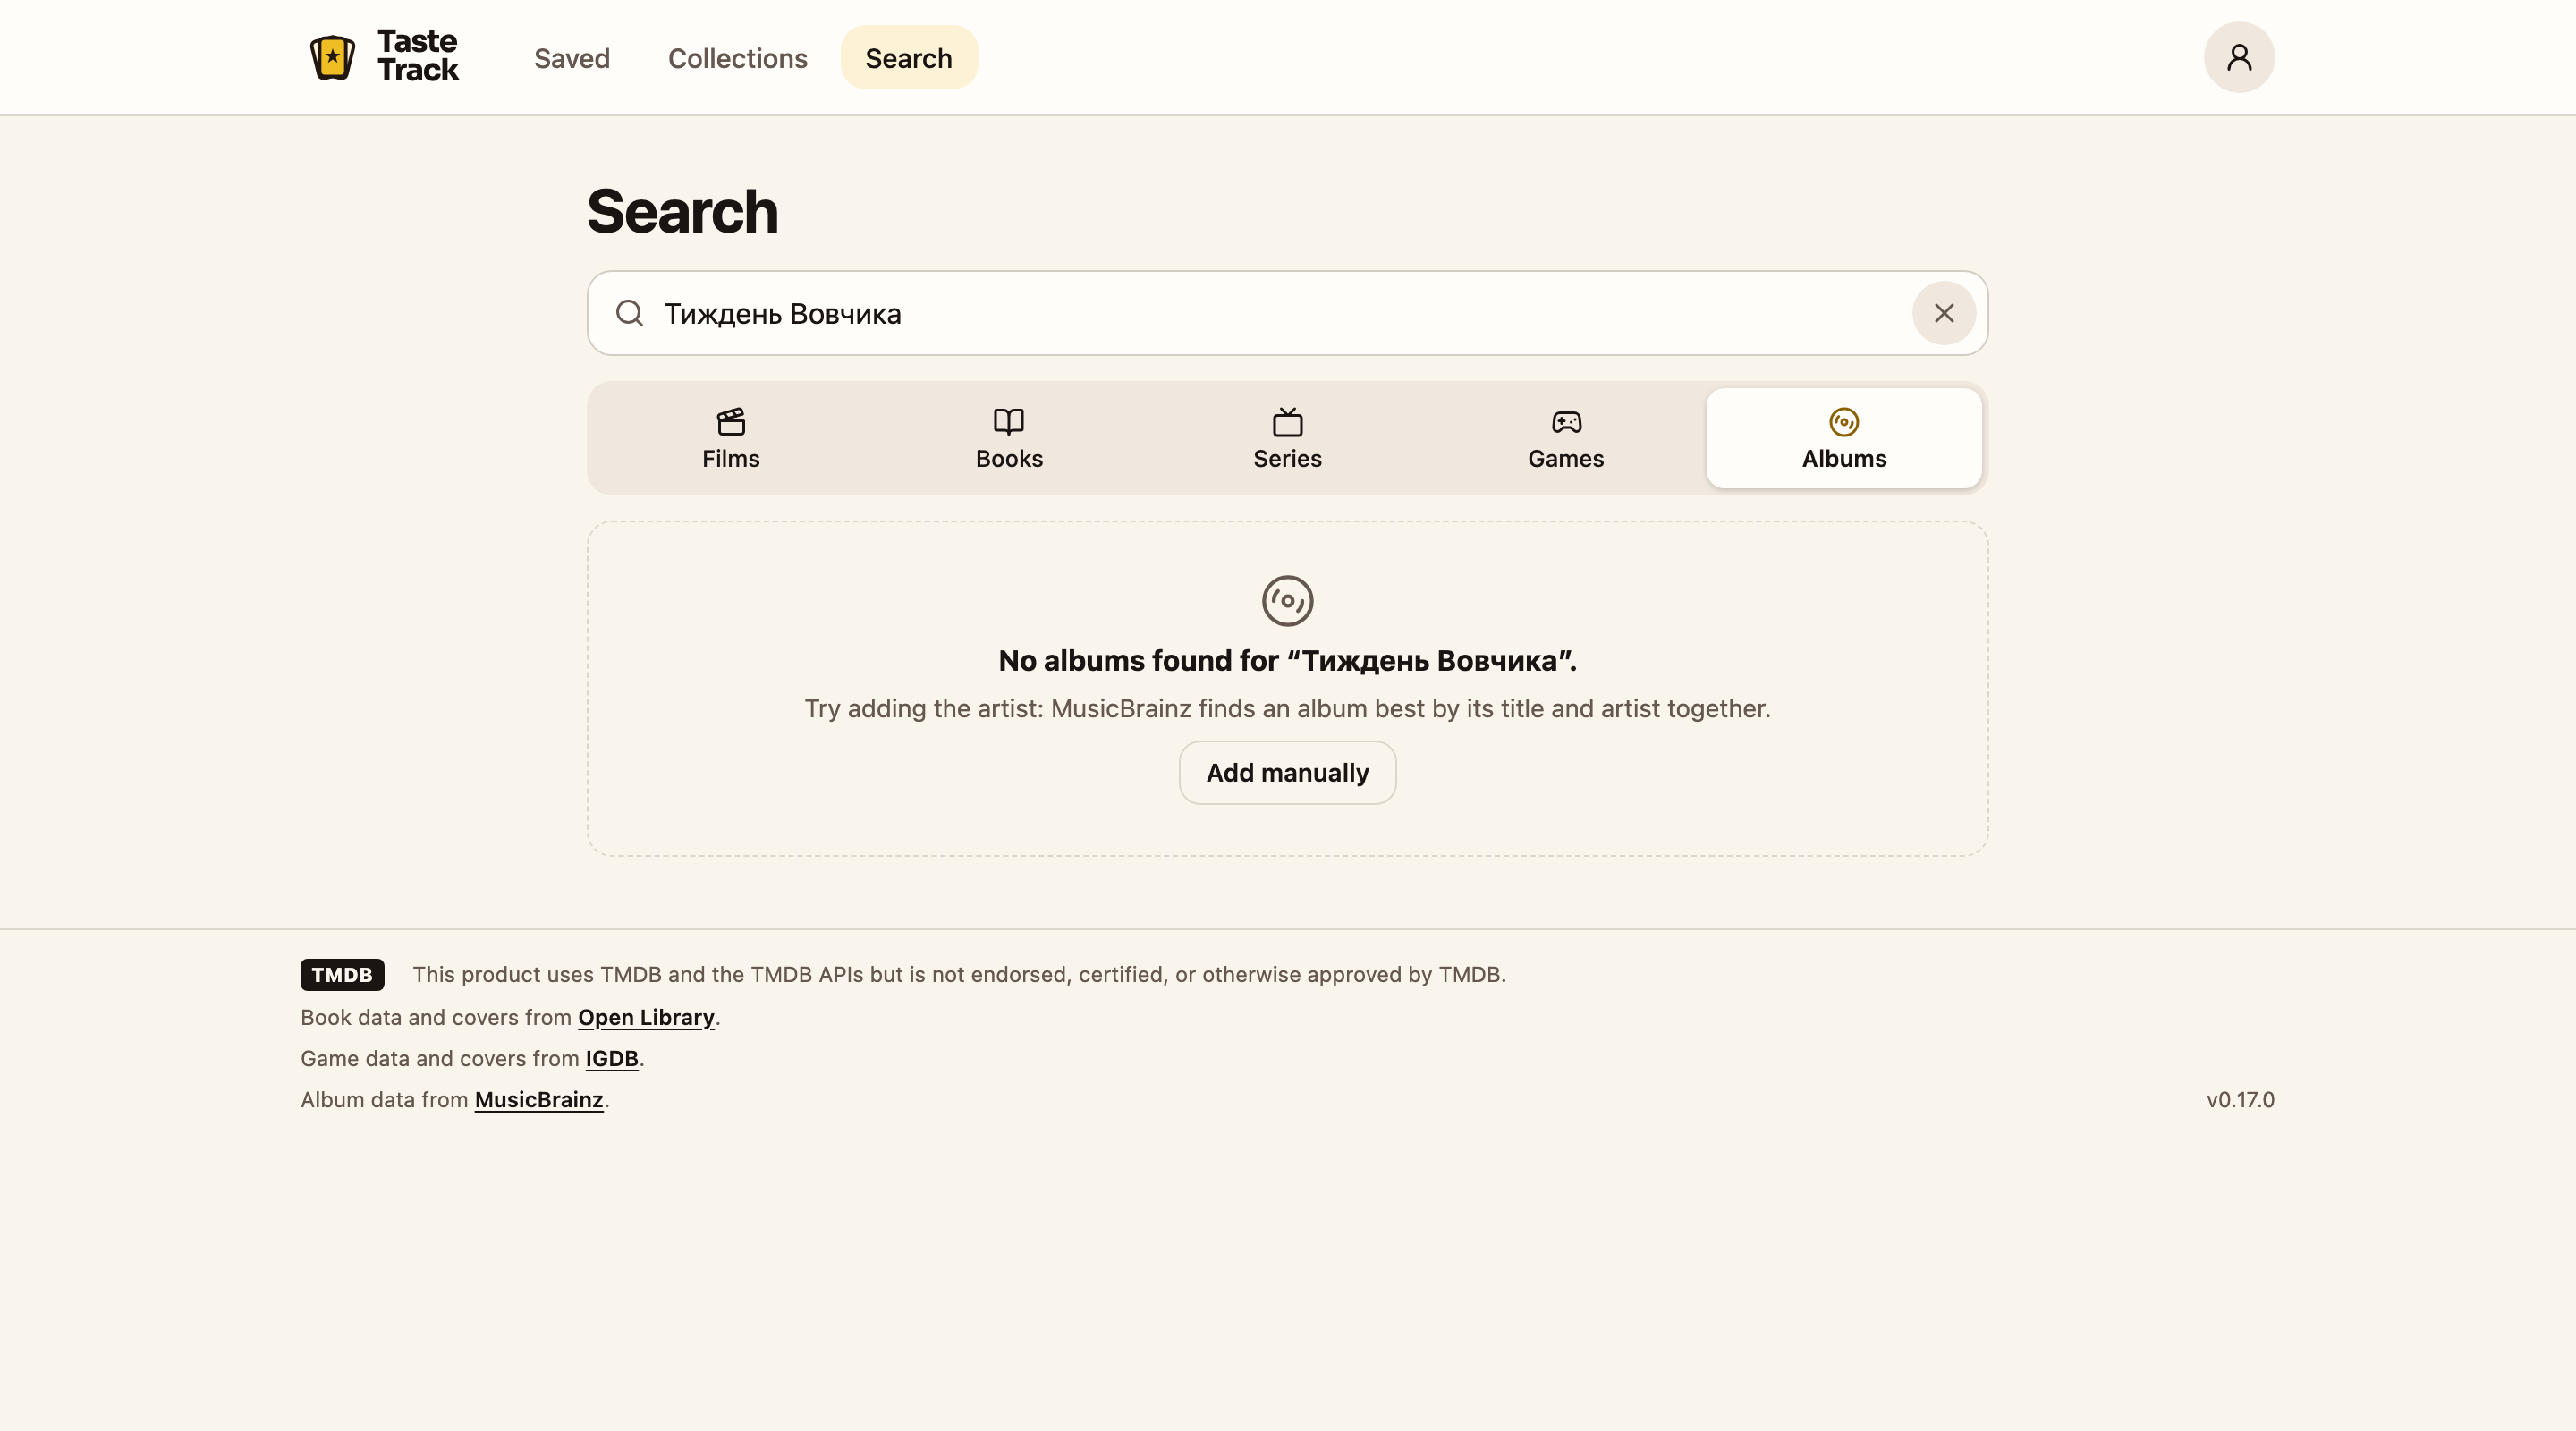 Taste
Track
Saved
Collections
Search
Search
Тиждень Вовчика
Films
Books
Series
Games
Albums
No albums found for “Тиждень Вовчика”.
Try adding the artist: MusicBrainz finds an album best by its title and artist together.
Add manually
TMDB This product uses TMDB and the TMDB APIs but is not endorsed, certified, or otherwise approved by TMDB.
Book data and covers from Open Library.
Game data and covers from IGDB.
Album data from MusicBrainz.
v0.17.0